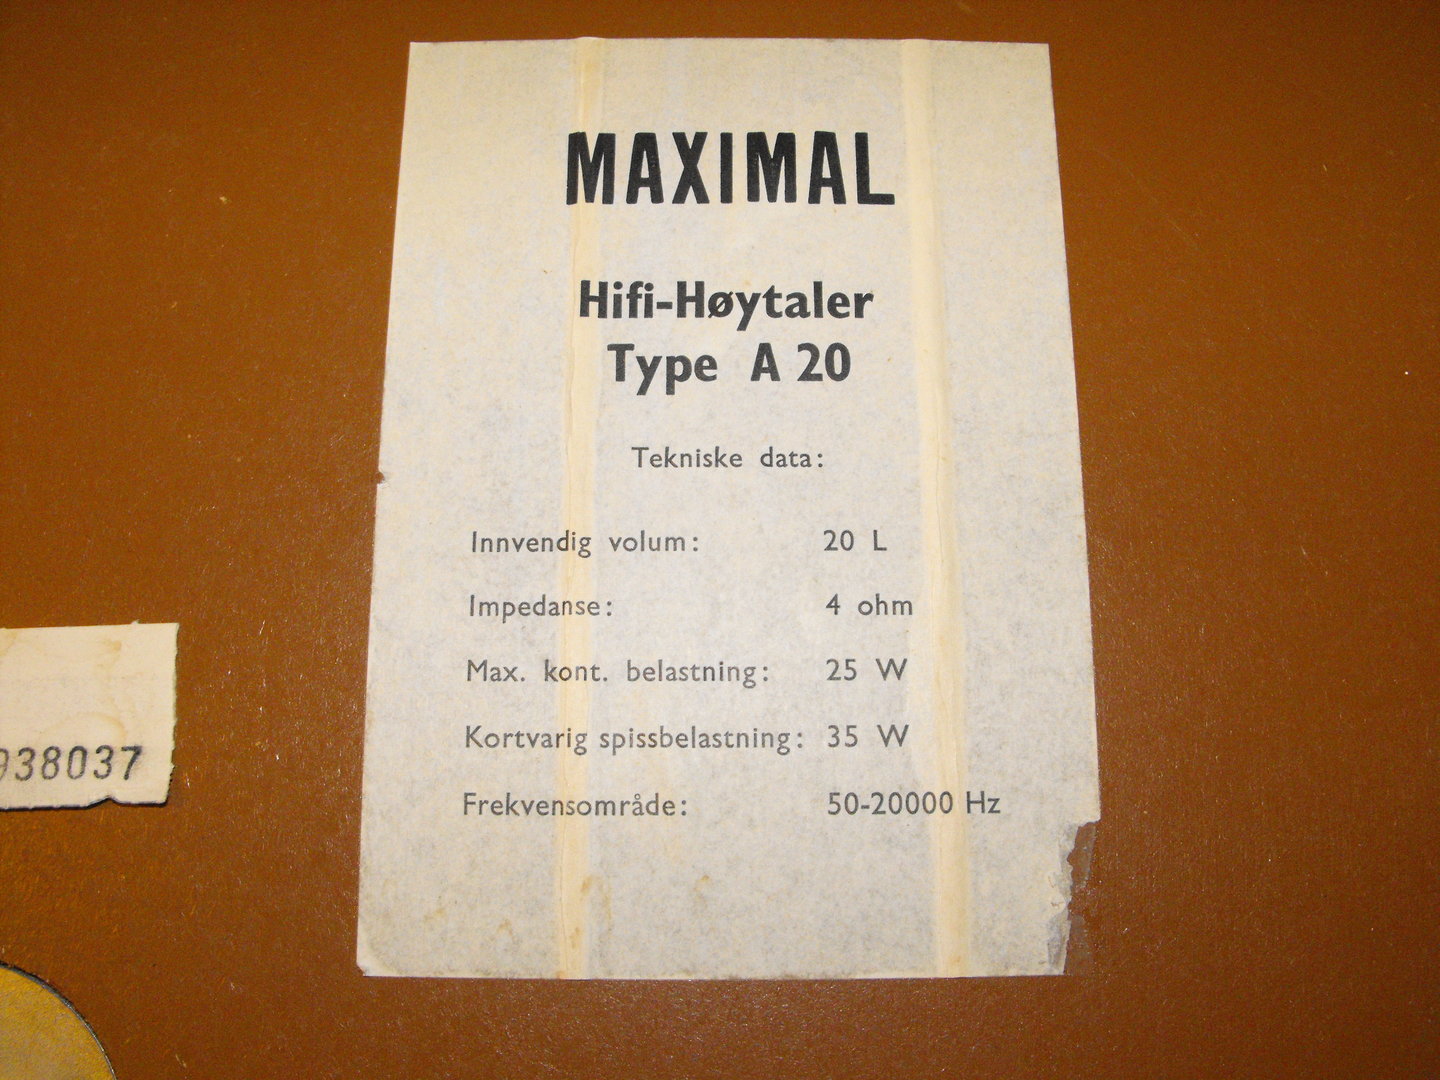 MAXIMAL
Hifi-Høytaler
Type A 20
Tekniske data:
Innvendig volum: 20 L
Impedanse: 4 ohm
Max. kont. belastning: 25 W
Kortvarig spissbelastning: 35 W
Frekvensområde: 50-20000 Hz
938037